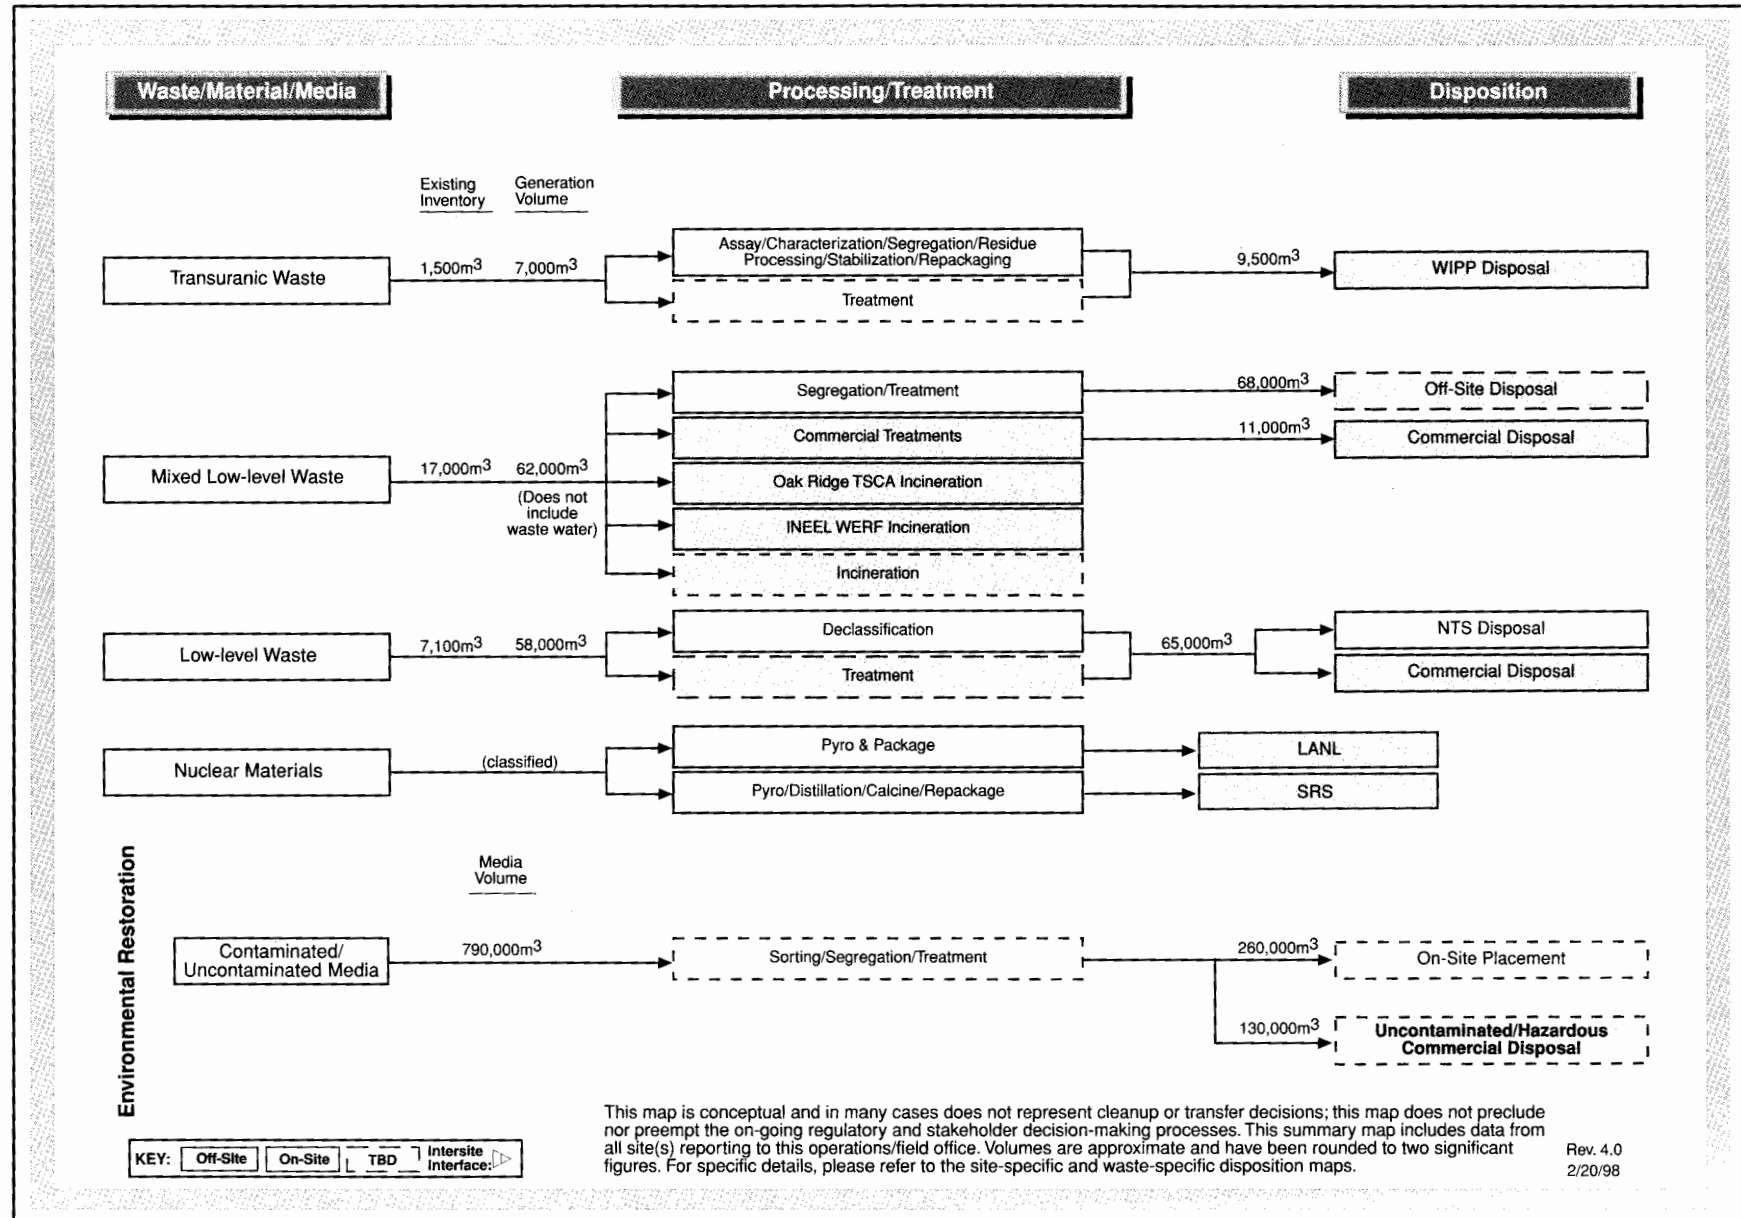 Waste/Material/Media
Processing/Treatment
Disposition
Existing
Inventory
Generation
Volume
Transuranic Waste
1,500m3
7,000m3
Assay/Characterization/Segregation/Residue
Processing/Stabilization/Repackaging
Treatment
9,500m3
WIPP Disposal
Mixed Low-level Waste
17,000m3
62,000m3
(Does not
include
waste water)
Segregation/Treatment
68,000m3
Off-Site Disposal
Commercial Treatments
11,000m3
Commercial Disposal
Oak Ridge TSCA Incineration
INEEL WERF Incineration
Incineration
Low-level Waste
7,100m3
58,000m3
Declassification
Treatment
65,000m3
NTS Disposal
Commercial Disposal
Nuclear Materials
(classified)
Pyro & Package
LANL
Pyro/Distillation/Calcine/Repackage
SRS
Environmental Restoration
Media
Volume
Contaminated/
Uncontaminated Media
790,000m3
Sorting/Segregation/Treatment
260,000m3
On-Site Placement
130,000m3
Uncontaminated/Hazardous
Commercial Disposal
This map is conceptual and in many cases does not represent cleanup or transfer decisions; this map does not preclude
nor preempt the on-going regulatory and stakeholder decision-making processes. This summary map includes data from
all site(s) reporting to this operations/field office. Volumes are approximate and have been rounded to two significant
figures. For specific details, please refer to the site-specific and waste-specific disposition maps.
KEY:
Off-Site
On-Site
TBD
Intersite
Interface:
Rev. 4.0
2/20/98